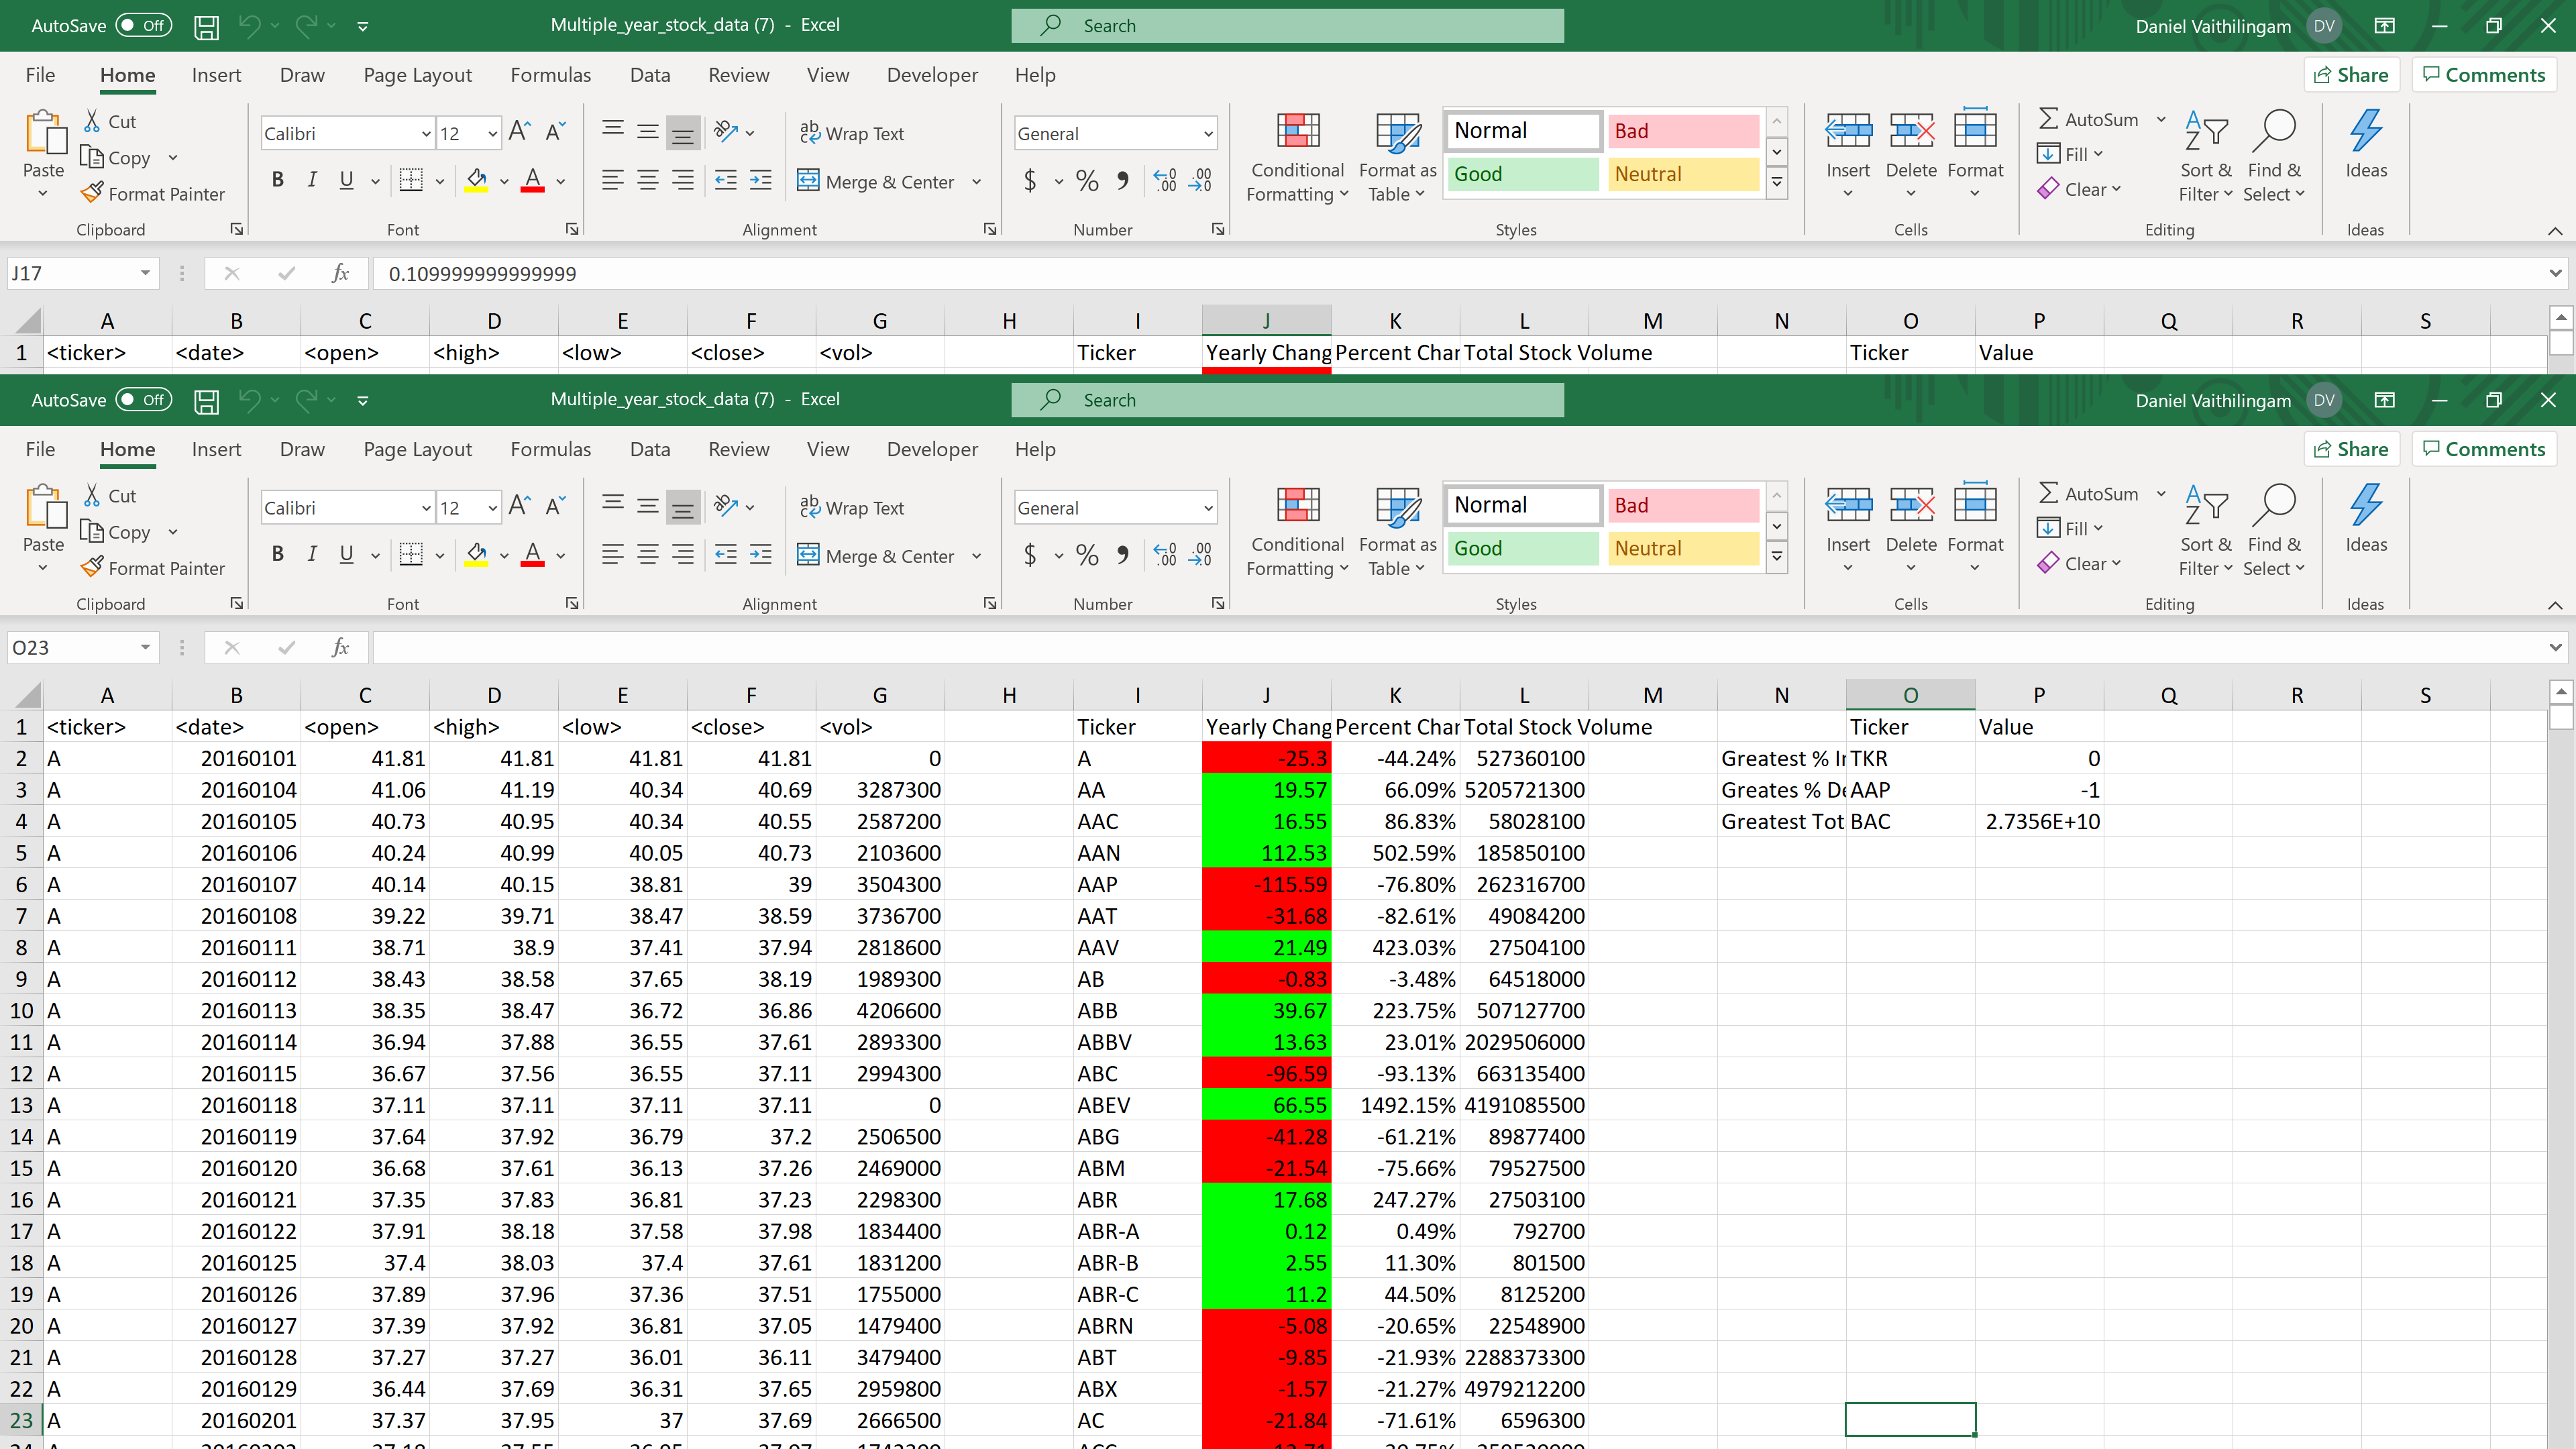 AutoSave Off Multiple_year_stock_data (7) - Excel Search Daniel Vaithilingam DV
File Home Insert Draw Page Layout Formulas Data Review View Developer Help Share Comments
Paste Cut Copy Format Painter Clipboard
Calibri 12 A A B I U A Font
ab Wrap Text Merge & Center Alignment
General $ % 9 .00 .00 Number
Conditional Formatting Format as Table Normal Bad Good Neutral Styles
Insert Delete Format Cells
AutoSum Fill Clear Sort & Filter Find & Select Editing
Ideas Ideas
J17 fx 0.109999999999999
A B C D E F G H I J K L M N O P Q R S
1 <ticker> <date> <open> <high> <low> <close> <vol> Ticker Yearly Chang Percent Char Total Stock Volume Ticker Value
AutoSave Off Multiple_year_stock_data (7) - Excel Search Daniel Vaithilingam DV
File Home Insert Draw Page Layout Formulas Data Review View Developer Help Share Comments
Paste Cut Copy Format Painter Clipboard
Calibri 12 A A B I U A Font
ab Wrap Text Merge & Center Alignment
General $ % 9 .00 .00 Number
Conditional Formatting Format as Table Normal Bad Good Neutral Styles
Insert Delete Format Cells
AutoSum Fill Clear Sort & Filter Find & Select Editing
Ideas Ideas
O23 fx
A B C D E F G H I J K L M N O P Q R S
1 <ticker> <date> <open> <high> <low> <close> <vol> Ticker Yearly Chang Percent Char Total Stock Volume Ticker Value
2 A 20160101 41.81 41.81 41.81 41.81 0 A -25.3 -44.24% 527360100 Greatest % Ir TKR 0
3 A 20160104 41.06 41.19 40.34 40.69 3287300 AA 19.57 66.09% 5205721300 Greates % De AAP -1
4 A 20160105 40.73 40.95 40.34 40.55 2587200 AAC 16.55 86.83% 58028100 Greatest Tot BAC 2.7356E+10
5 A 20160106 40.24 40.99 40.05 40.73 2103600 AAN 112.53 502.59% 185850100
6 A 20160107 40.14 40.15 38.81 39 3504300 AAP -115.59 -76.80% 262316700
7 A 20160108 39.22 39.71 38.47 38.59 3736700 AAT -31.68 -82.61% 49084200
8 A 20160111 38.71 38.9 37.41 37.94 2818600 AAV 21.49 423.03% 27504100
9 A 20160112 38.43 38.58 37.65 38.19 1989300 AB -0.83 -3.48% 64518000
10 A 20160113 38.35 38.47 36.72 36.86 4206600 ABB 39.67 223.75% 507127700
11 A 20160114 36.94 37.88 36.55 37.61 2893300 ABBV 13.63 23.01% 2029506000
12 A 20160115 36.67 37.56 36.55 37.11 2994300 ABC -96.59 -93.13% 663135400
13 A 20160118 37.11 37.11 37.11 37.11 0 ABEV 66.55 1492.15% 4191085500
14 A 20160119 37.64 37.92 36.79 37.2 2506500 ABG -41.28 -61.21% 89877400
15 A 20160120 36.68 37.61 36.13 37.26 2469000 ABM -21.54 -75.66% 79527500
16 A 20160121 37.35 37.83 36.81 37.23 2298300 ABR 17.68 247.27% 27503100
17 A 20160122 37.91 38.18 37.58 37.98 1834400 ABR-A 0.12 0.49% 792700
18 A 20160125 37.4 38.03 37.4 37.61 1831200 ABR-B 2.55 11.30% 801500
19 A 20160126 37.89 37.96 37.36 37.51 1755000 ABR-C 11.2 44.50% 8125200
20 A 20160127 37.39 37.92 36.81 37.05 1479400 ABRN -5.08 -20.65% 22548900
21 A 20160128 37.27 37.27 36.01 36.11 3479400 ABT -9.85 -21.93% 2288373300
22 A 20160129 36.44 37.69 36.31 37.65 2959800 ABX -1.57 -21.27% 4979212200
23 A 20160201 37.37 37.95 37 37.69 2666500 AC -21.84 -71.61% 6596300